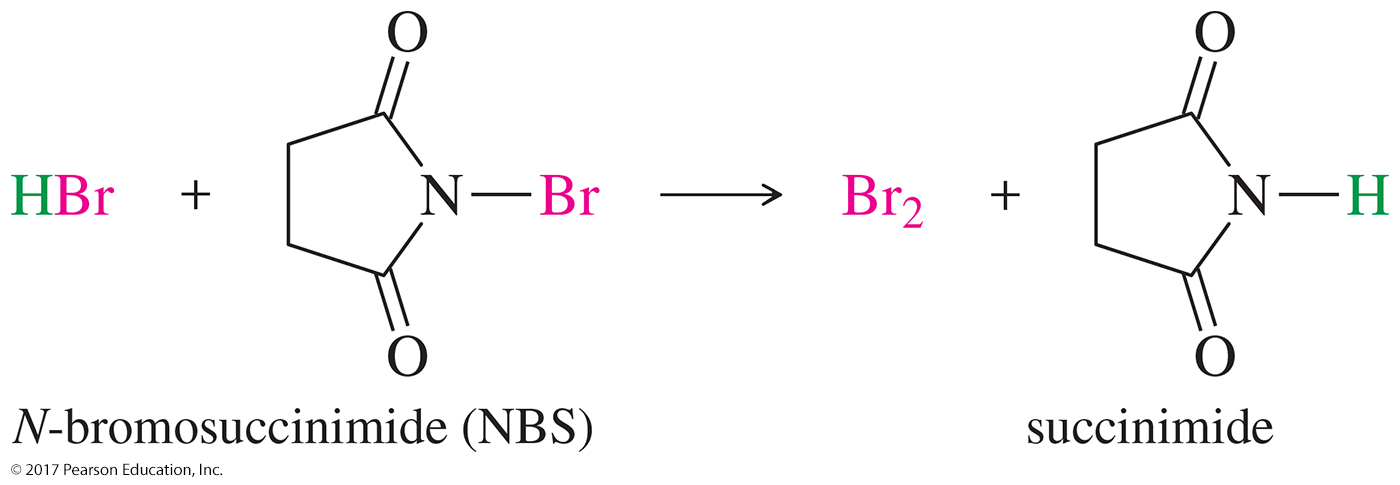 O O
HBr + N—Br → Br₂ + N—H
O O
N-bromosuccinimide (NBS) succinimide
© 2017 Pearson Education, Inc.